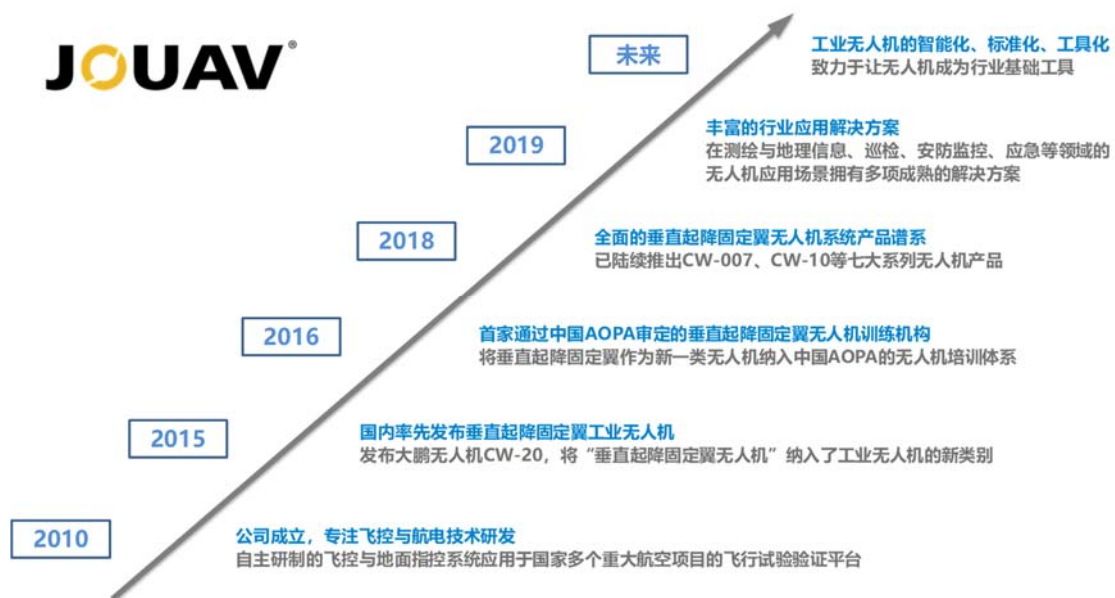 JOUAV®
未来
工业无人机的智能化、标准化、工具化
致力于让无人机成为行业基础工具
2019
丰富的行业应用解决方案
在测绘与地理信息、巡检、安防监控、应急等领域的
无人机应用场景拥有多项成熟的解决方案
2018
全面的垂直起降固定翼无人机系统产品谱系
已陆续推出CW-007、CW-10等七大系列无人机产品
2016
首家通过中国AOPA审定的垂直起降固定翼无人机训练机构
将垂直起降固定翼作为新一类无人机纳入中国AOPA的无人机培训体系
2015
国内率先发布垂直起降固定翼工业无人机
发布大鹏无人机CW-20，将“垂直起降固定翼无人机”纳入了工业无人机的新类别
2010
公司成立，专注飞控与航电技术研发
自主研制的飞控与地面指控系统应用于国家多个重大航空项目的飞行试验验证平台